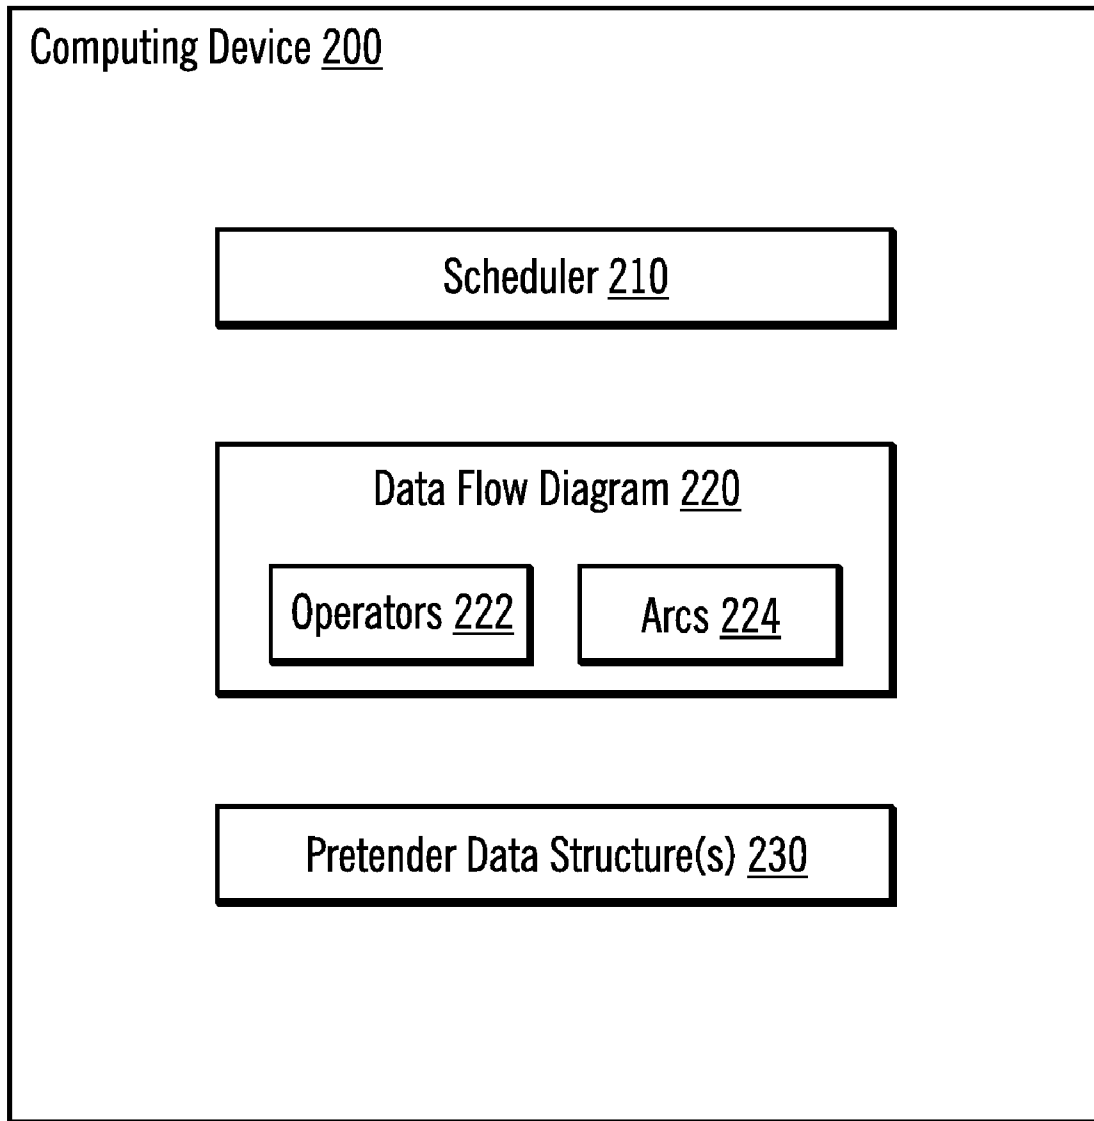 Computing Device 200
Scheduler 210
Data Flow Diagram 220
Operators 222
Arcs 224
Pretender Data Structure(s) 230